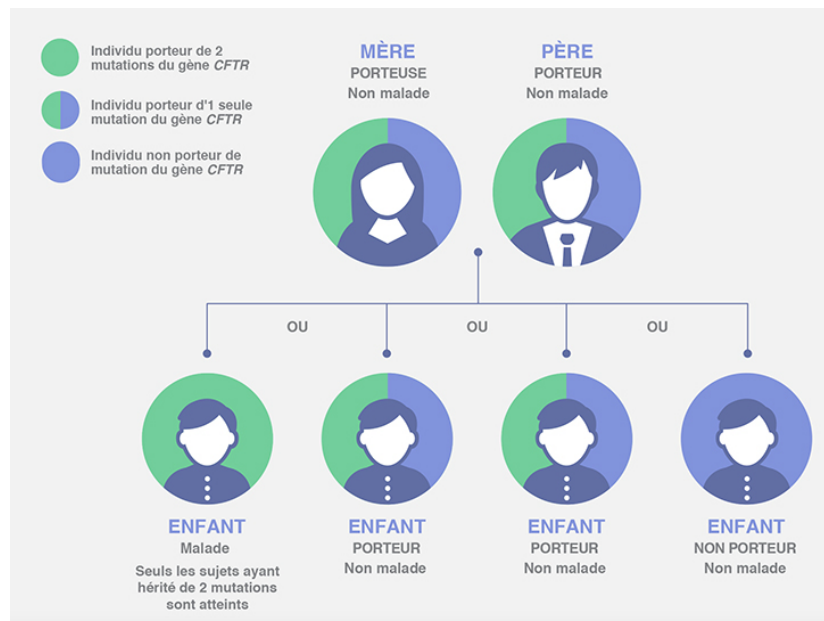 Individu porteur de 2
mutations du gène CFTR
Individu porteur d'1 seule
mutation du gène CFTR
Individu non porteur de
mutation du gène CFTR
MÈRE
PORTEUSE
Non malade
PÈRE
PORTEUR
Non malade
OU
OU
OU
ENFANT
Malade
Seuls les sujets ayant
hérité de 2 mutations
sont atteints
ENFANT
PORTEUR
Non malade
ENFANT
PORTEUR
Non malade
ENFANT
NON PORTEUR
Non malade